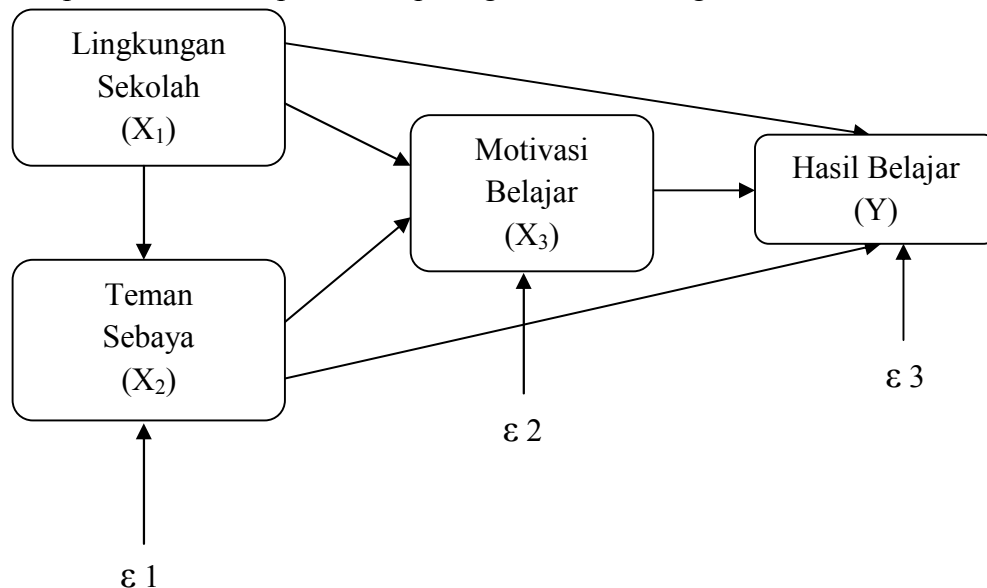 Lingkungan
Sekolah
(X₁)
Motivasi
Belajar
(X₃)
Hasil Belajar
(Y)
Teman
Sebaya
(X₂)
ε 3
ε 2
ε 1